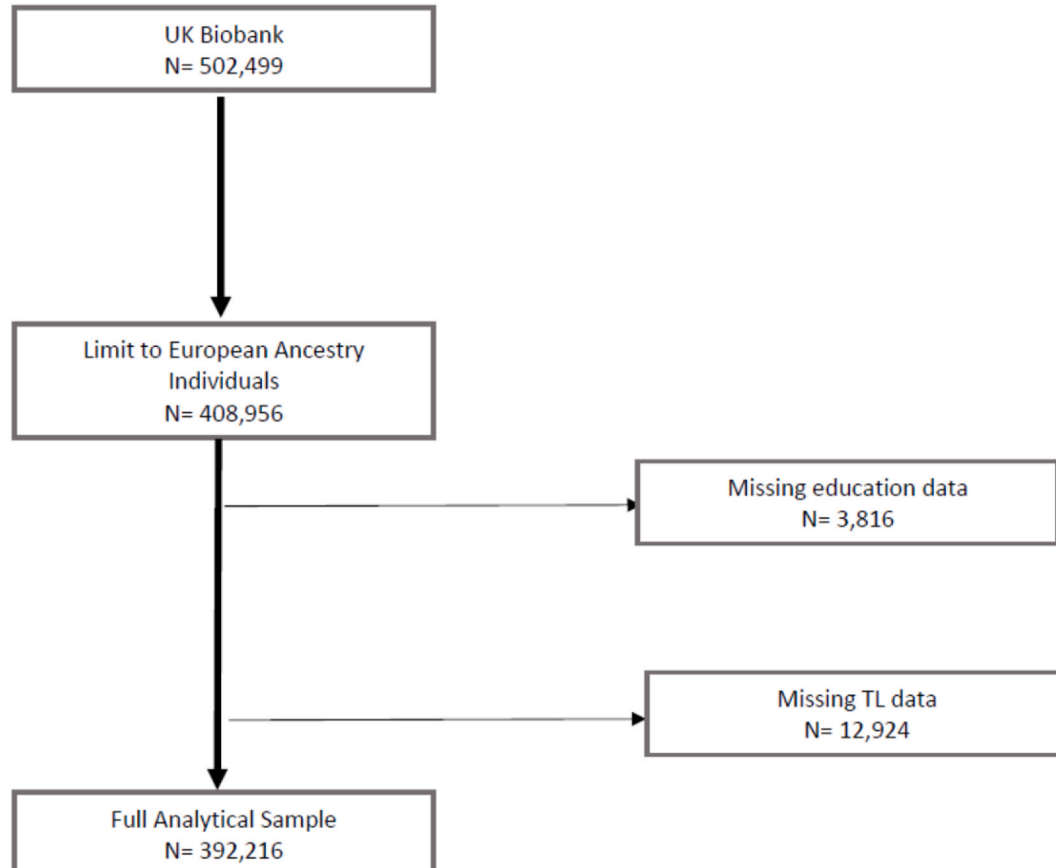 UK Biobank
N= 502,499
Limit to European Ancestry
Individuals
N= 408,956
Missing education data
N= 3,816
Missing TL data
N= 12,924
Full Analytical Sample
N= 392,216